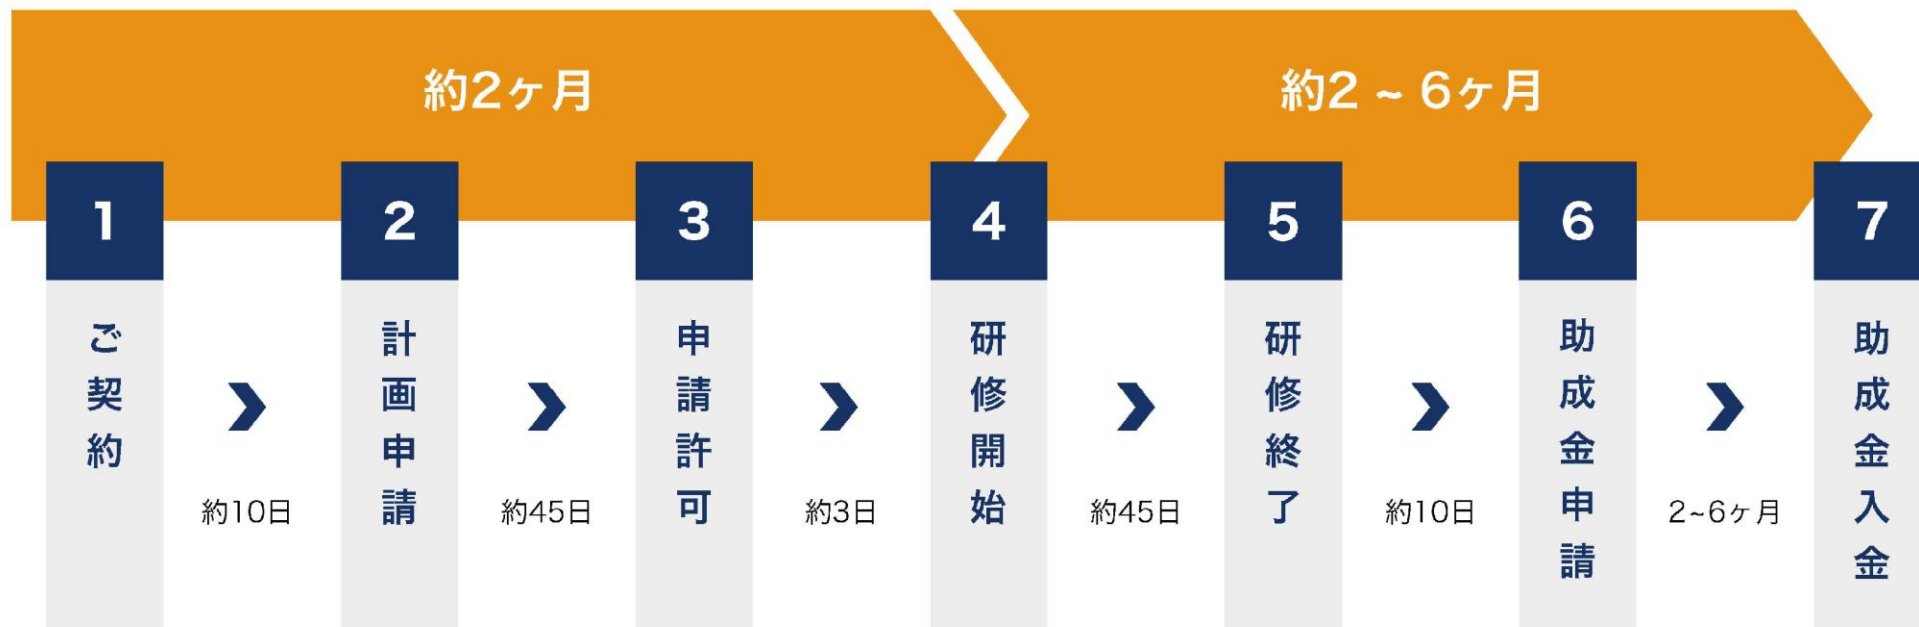 約2ヶ月
約2 ~ 6ヶ月
1
ご契約
約10日
2
計画申請
約45日
3
申請許可
約3日
4
研修開始
約45日
5
研修終了
約10日
6
助成金申請
2~6ヶ月
7
助成金入金